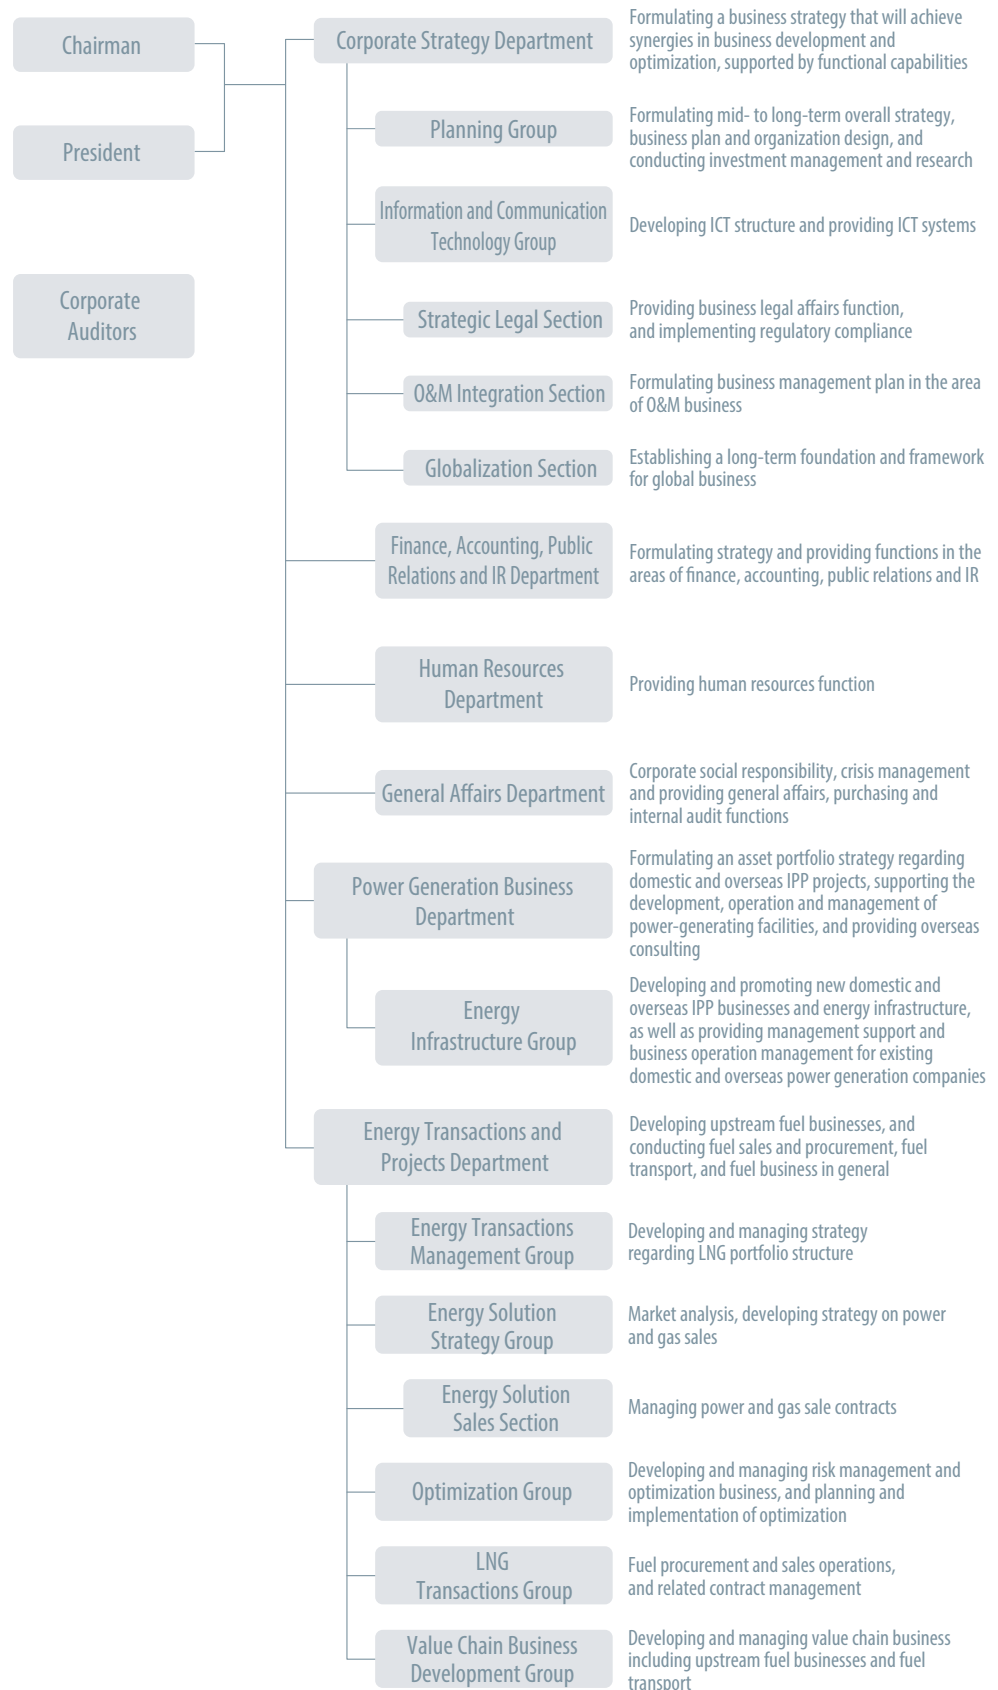 Chairman
President
Corporate
Auditors
Corporate Strategy Department
Formulating a business strategy that will achieve
synergies in business development and
optimization, supported by functional capabilities
Planning Group
Formulating mid- to long-term overall strategy,
business plan and organization design, and
conducting investment management and research
Information and Communication
Technology Group
Developing ICT structure and providing ICT systems
Strategic Legal Section
Providing business legal affairs function,
and implementing regulatory compliance
O&M Integration Section
Formulating business management plan in the area
of O&M business
Globalization Section
Establishing a long-term foundation and framework
for global business
Finance, Accounting, Public
Relations and IR Department
Formulating strategy and providing functions in the
areas of finance, accounting, public relations and IR
Human Resources
Department
Providing human resources function
General Affairs Department
Corporate social responsibility, crisis management
and providing general affairs, purchasing and
internal audit functions
Power Generation Business
Department
Formulating an asset portfolio strategy regarding
domestic and overseas IPP projects, supporting the
development, operation and management of
power-generating facilities, and providing overseas
consulting
Energy
Infrastructure Group
Developing and promoting new domestic and
overseas IPP businesses and energy infrastructure,
as well as providing management support and
business operation management for existing
domestic and overseas power generation companies
Energy Transactions and
Projects Department
Developing upstream fuel businesses, and
conducting fuel sales and procurement, fuel
transport, and fuel business in general
Energy Transactions
Management Group
Developing and managing strategy
regarding LNG portfolio structure
Energy Solution
Strategy Group
Market analysis, developing strategy on power
and gas sales
Energy Solution
Sales Section
Managing power and gas sale contracts
Optimization Group
Developing and managing risk management and
optimization business, and planning and
implementation of optimization
LNG
Transactions Group
Fuel procurement and sales operations,
and related contract management
Value Chain Business
Development Group
Developing and managing value chain business
including upstream fuel businesses and fuel
transport